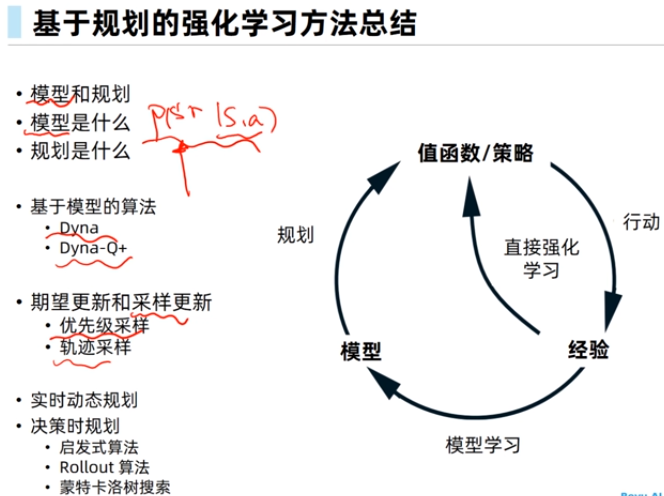 基于规划的强化学习方法总结
• 模型和规划
• 模型是什么
• 规划是什么
• 基于模型的算法
• Dyna
• Dyna-Q+
• 期望更新和采样更新
• 优先级采样
• 轨迹采样
• 实时动态规划
• 决策时规划
• 启发式算法
• Rollout 算法
• 蒙特卡洛树搜索
值函数/策略
规划
行动
直接强化
学习
模型
经验
模型学习